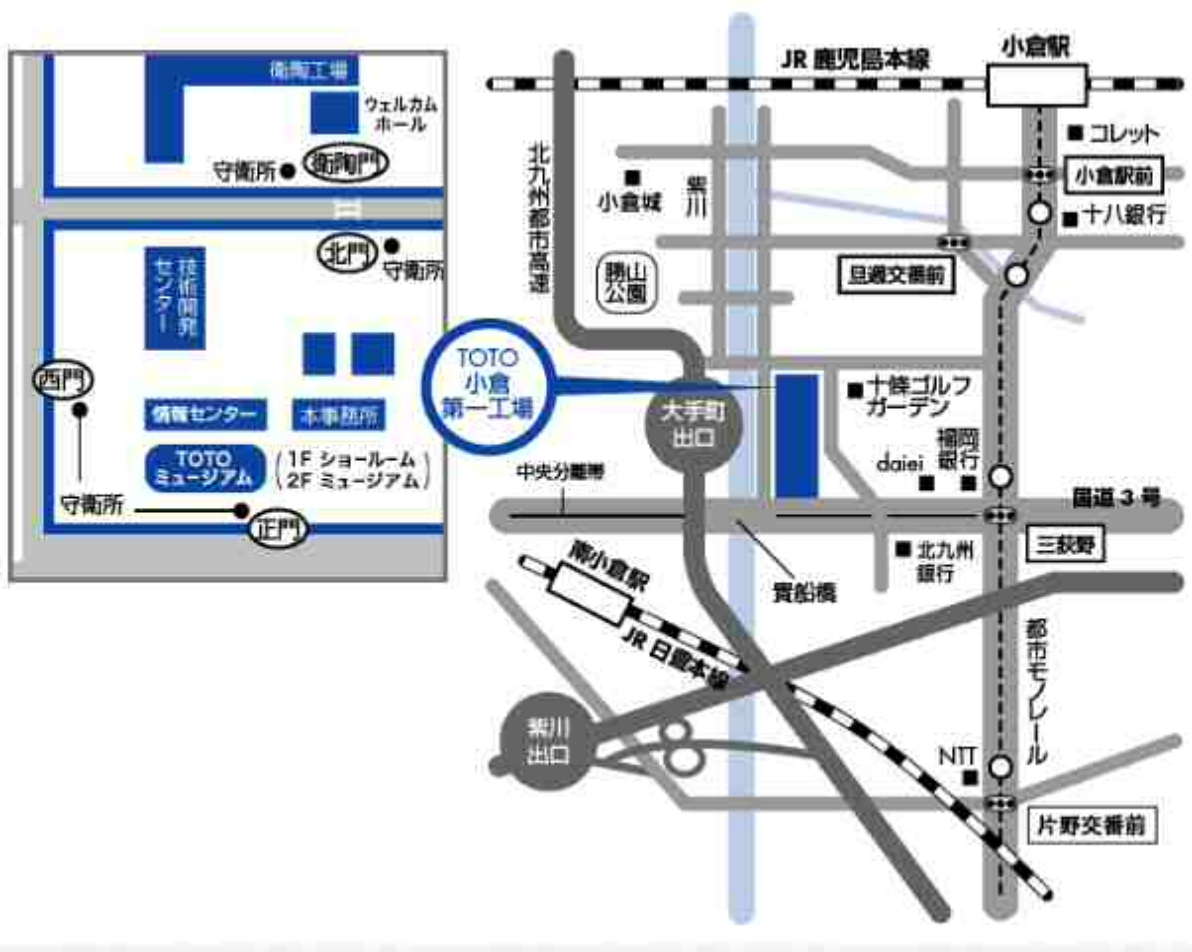 衛陶工場
ウェルカム
ホール
守衛所
衛陶門
北門
守衛所
技術開発
センター
西門
情報センター
本事務所
TOTO
ミュージアム
(1F ショールーム
2F ミュージアム)
守衛所
正門
小倉駅
JR 鹿児島本線
コレット
小倉駅前
十八銀行
北九州都市高速
小倉城
紫川
勝山
公園
旦過交番前
TOTO
小倉
第一工場
大手町
出口
十條ゴルフ
ガーデン
福岡
銀行
daiei
中央分離帯
国道 3 号
三萩野
北九州
銀行
貴船橋
南小倉駅
JR 日豊本線
都市モノレール
紫川
出口
NTT
片野交番前